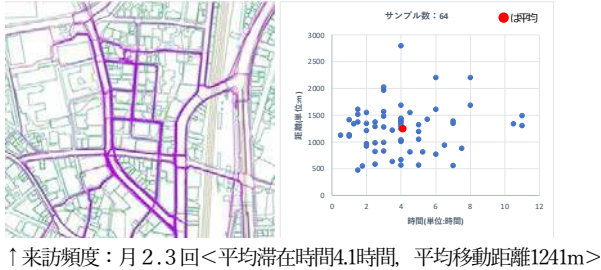 サンプル数：64
は平均
3000
2500
2000
1500
1000
500
0
距離(単位:m)
0 2 4 6 8 10 12
時間(単位:時間)
↑来訪頻度：月２.３回＜平均滞在時間4.1時間，平均移動距離1241m＞